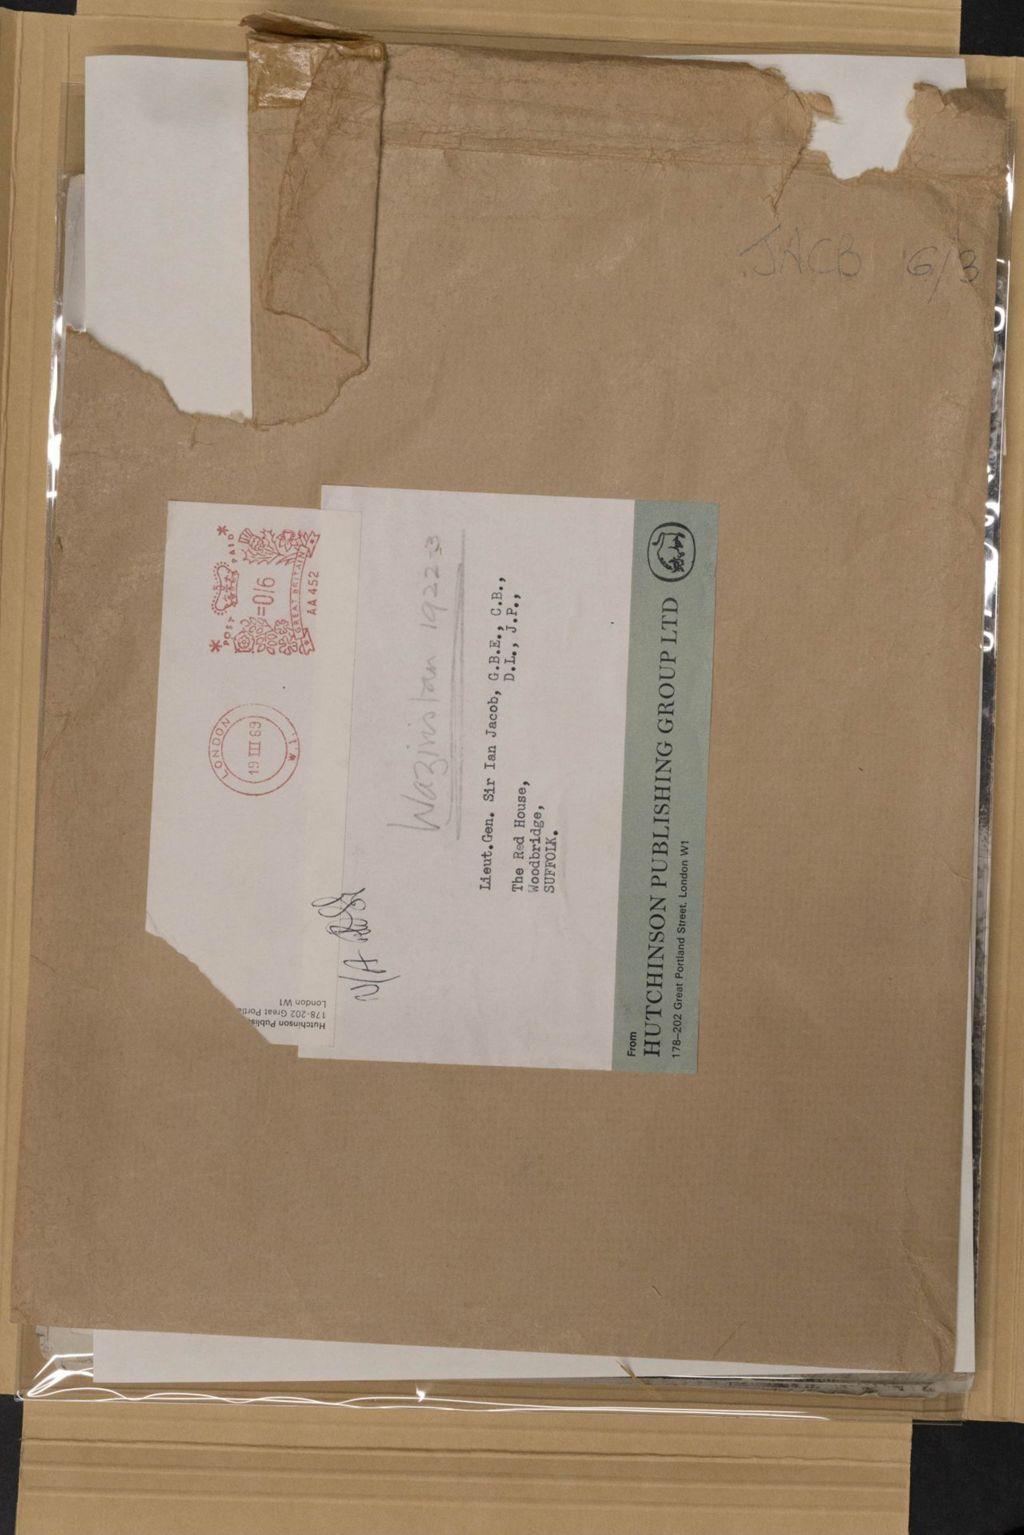 JACB 6/3
LONDON
W.1.
19 III 69
POST PAID
=0/6
GREAT BRITAIN
AA 452
Hutchinson Publis
178-202 Great Portla
London W1
N/A
Waziristan 1922-3
Lieut.Gen. Sir Ian Jacob, G.B.E., C.B.,
D.L., J.P.,
The Red House,
Woodbridge,
SUFFOLK.
From
HUTCHINSON PUBLISHING GROUP LTD
178–202 Great Portland Street, London W1